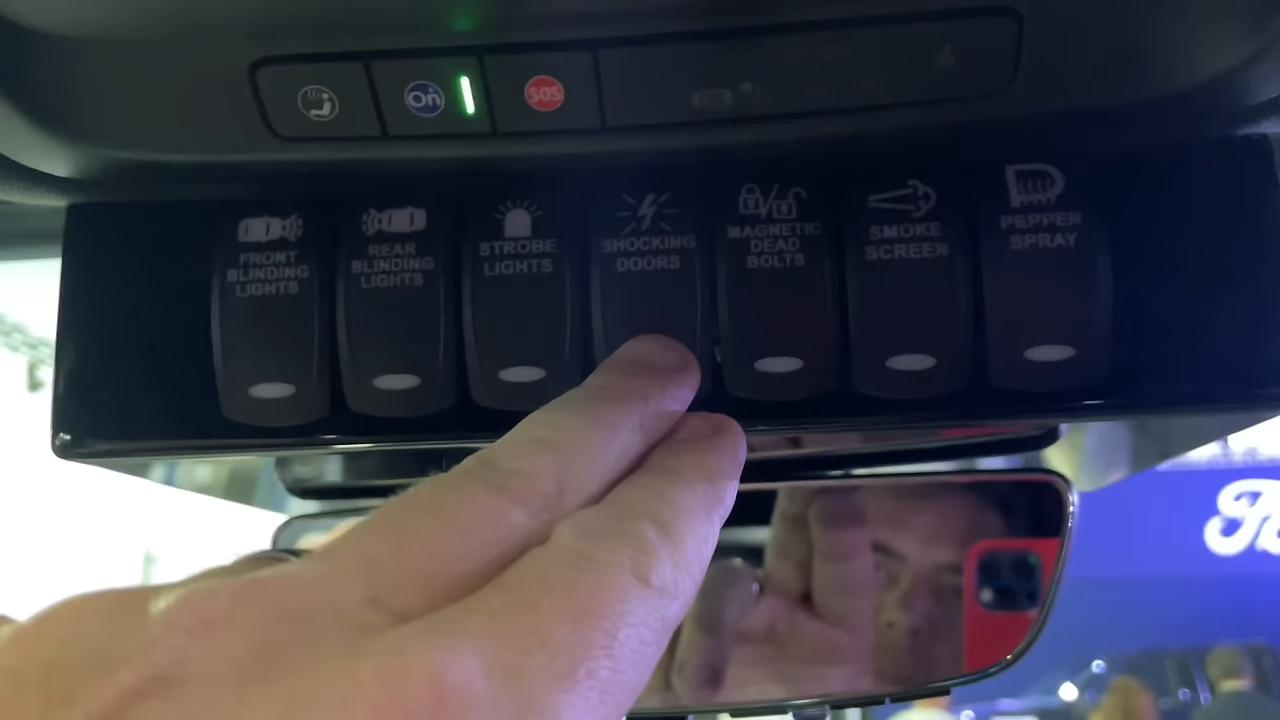 On
SOS
FRONT
BLINDING
LIGHTS
REAR
BLINDING
LIGHTS
STROBE
LIGHTS
SHOCKING
DOORS
MAGNETIC
DEAD
BOLTS
SMOKE
SCREEN
PEPPER
SPRAY